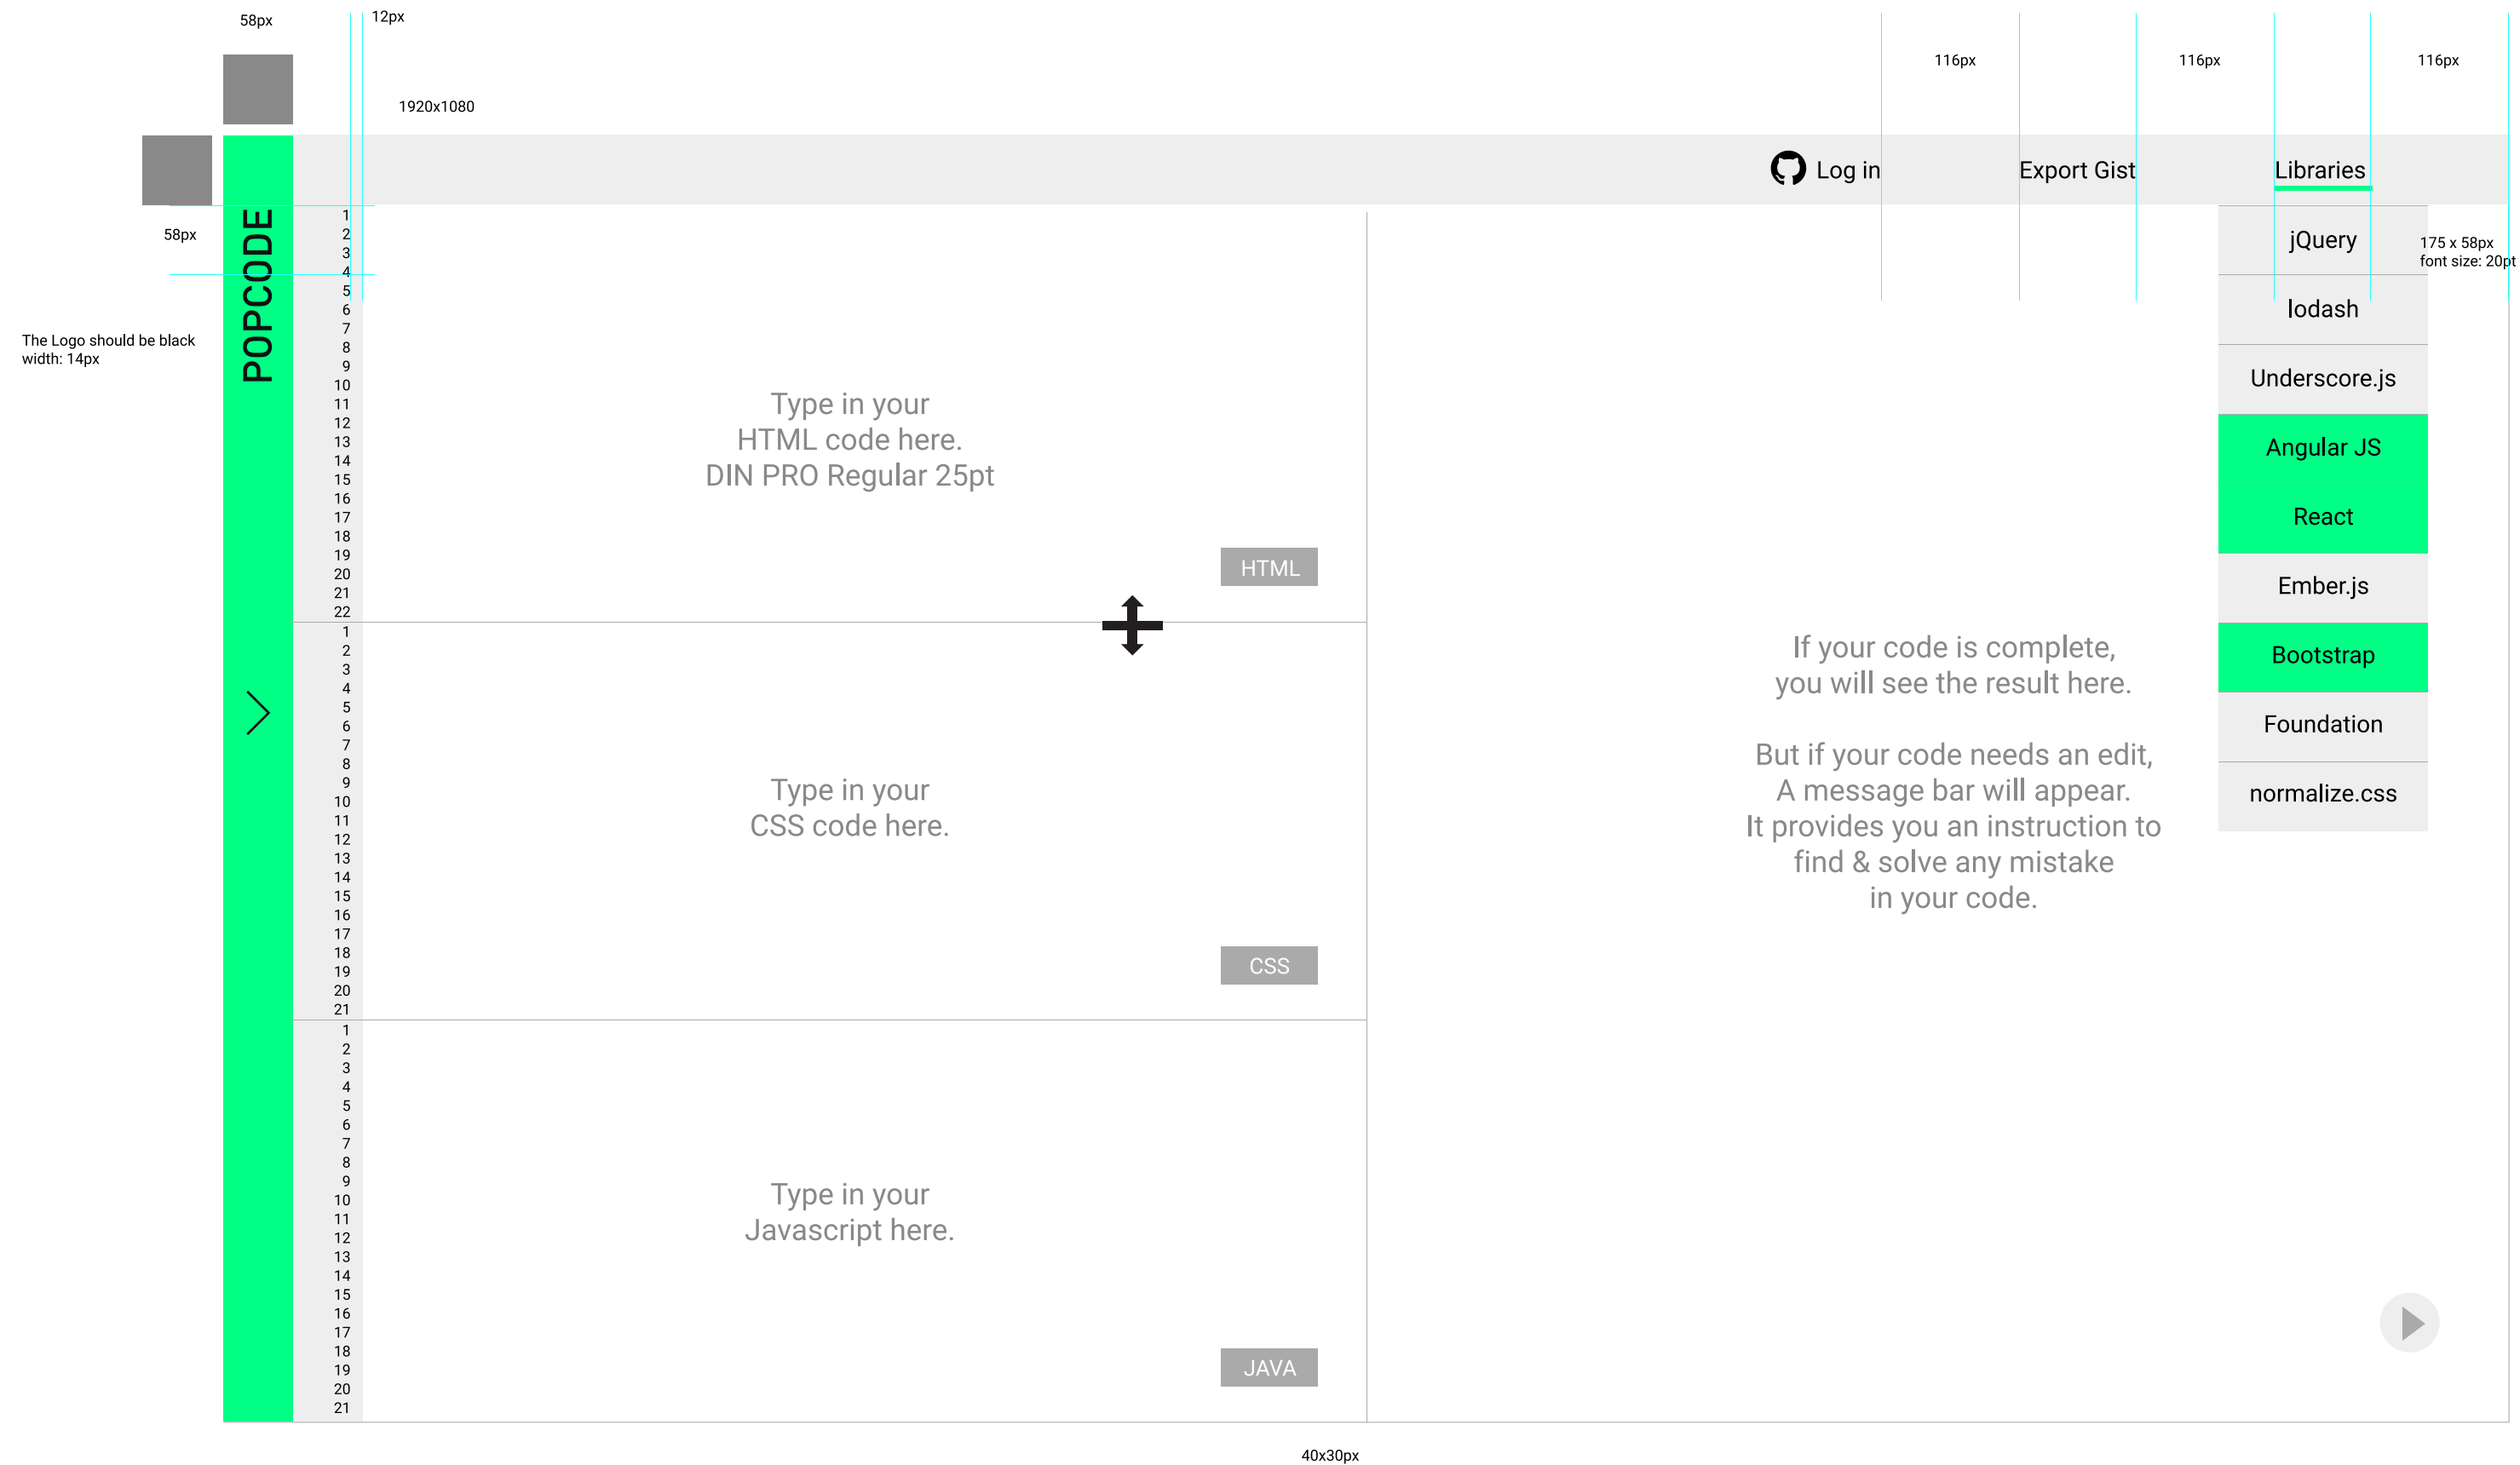 58px
12px
116px
116px
116px
1920x1080
Log in
Export Gist
Libraries
58px
The Logo should be black
width: 14px
POPCODE
1
2
3
4
5
6
7
8
9
10
11
12
13
14
15
16
17
18
19
20
21
22
Type in your
HTML code here.
DIN PRO Regular 25pt
HTML
1
2
3
4
5
6
7
8
9
10
11
12
13
14
15
16
17
18
19
20
21
Type in your
CSS code here.
CSS
1
2
3
4
5
6
7
8
9
10
11
12
13
14
15
16
17
18
19
20
21
Type in your
Javascript here.
JAVA
If your code is complete,
you will see the result here.
But if your code needs an edit,
A message bar will appear.
It provides you an instruction to
find & solve any mistake
in your code.
jQuery
lodash
Underscore.js
Angular JS
React
Ember.js
Bootstrap
Foundation
normalize.css
175 x 58px
font size: 20pt
40x30px